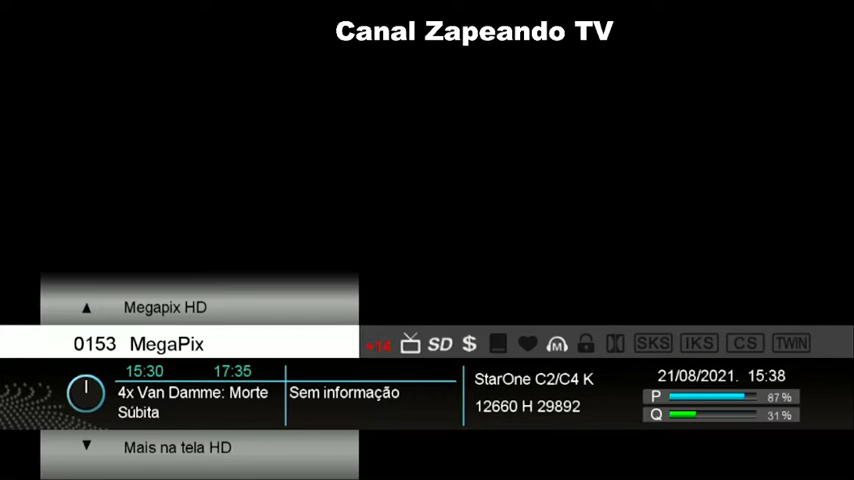 Canal Zapeando TV
▲ Megapix HD
0153 MegaPix +14 SD $ M SKS IKS CS TWIN
15:30 17:35
4x Van Damme: Morte
Súbita
Sem informação
StarOne C2/C4 K
12660 H 29892
21/08/2021. 15:38
P 87%
Q 31%
▼ Mais na tela HD